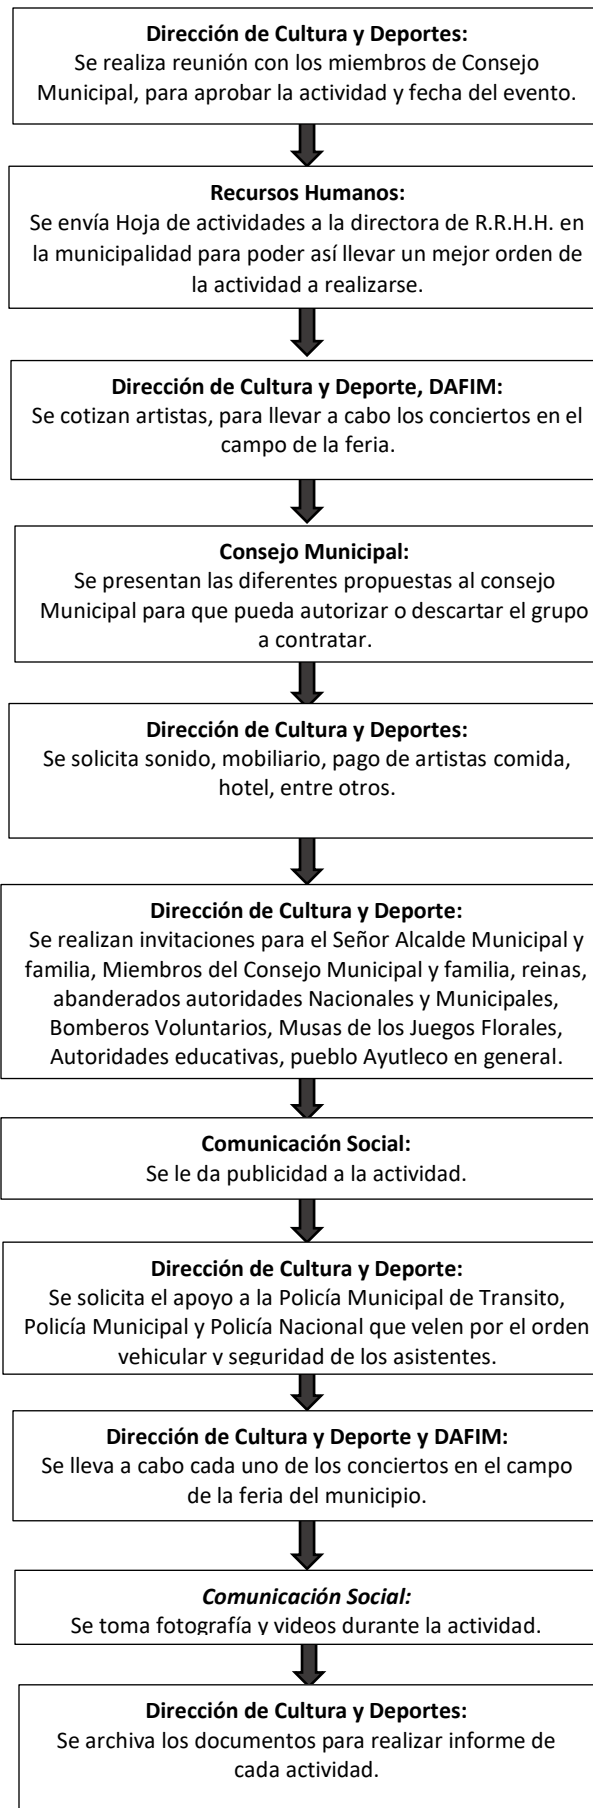 Dirección de Cultura y Deportes:
Se realiza reunión con los miembros de Consejo
Municipal, para aprobar la actividad y fecha del evento.
Recursos Humanos:
Se envía Hoja de actividades a la directora de R.R.H.H. en
la municipalidad para poder así llevar un mejor orden de
la actividad a realizarse.
Dirección de Cultura y Deporte, DAFIM:
Se cotizan artistas, para llevar a cabo los conciertos en el
campo de la feria.
Consejo Municipal:
Se presentan las diferentes propuestas al consejo
Municipal para que pueda autorizar o descartar el grupo
a contratar.
Dirección de Cultura y Deportes:
Se solicita sonido, mobiliario, pago de artistas comida,
hotel, entre otros.
Dirección de Cultura y Deporte:
Se realizan invitaciones para el Señor Alcalde Municipal y
familia, Miembros del Consejo Municipal y familia, reinas,
abanderados autoridades Nacionales y Municipales,
Bomberos Voluntarios, Musas de los Juegos Florales,
Autoridades educativas, pueblo Ayutleco en general.
Comunicación Social:
Se le da publicidad a la actividad.
Dirección de Cultura y Deporte:
Se solicita el apoyo a la Policía Municipal de Transito,
Policía Municipal y Policía Nacional que velen por el orden
vehicular y seguridad de los asistentes.
Dirección de Cultura y Deporte y DAFIM:
Se lleva a cabo cada uno de los conciertos en el campo
de la feria del municipio.
Comunicación Social:
Se toma fotografía y videos durante la actividad.
Dirección de Cultura y Deportes:
Se archiva los documentos para realizar informe de
cada actividad.